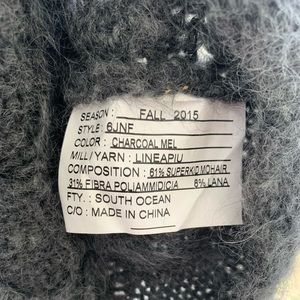 SEASON : FALL 2015
STYLE : 6JNF
COLOR : CHARCOAL MEL
MILL/YARN : LINEAPIU
COMPOSITION : 61% SUPERKID MOHAIR
31% FIBRA POLIAMMIDICIA 8% LANA
FTY. : SOUTH OCEAN
C/O : MADE IN CHINA